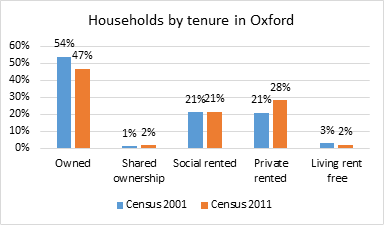 Households by tenure in Oxford
60%
50%
40%
30%
20%
10%
0%
54%
47%
1%
2%
21%
21%
21%
28%
3%
2%
Owned
Shared
ownership
Social rented
Private
rented
Living rent
free
Census 2001
Census 2011